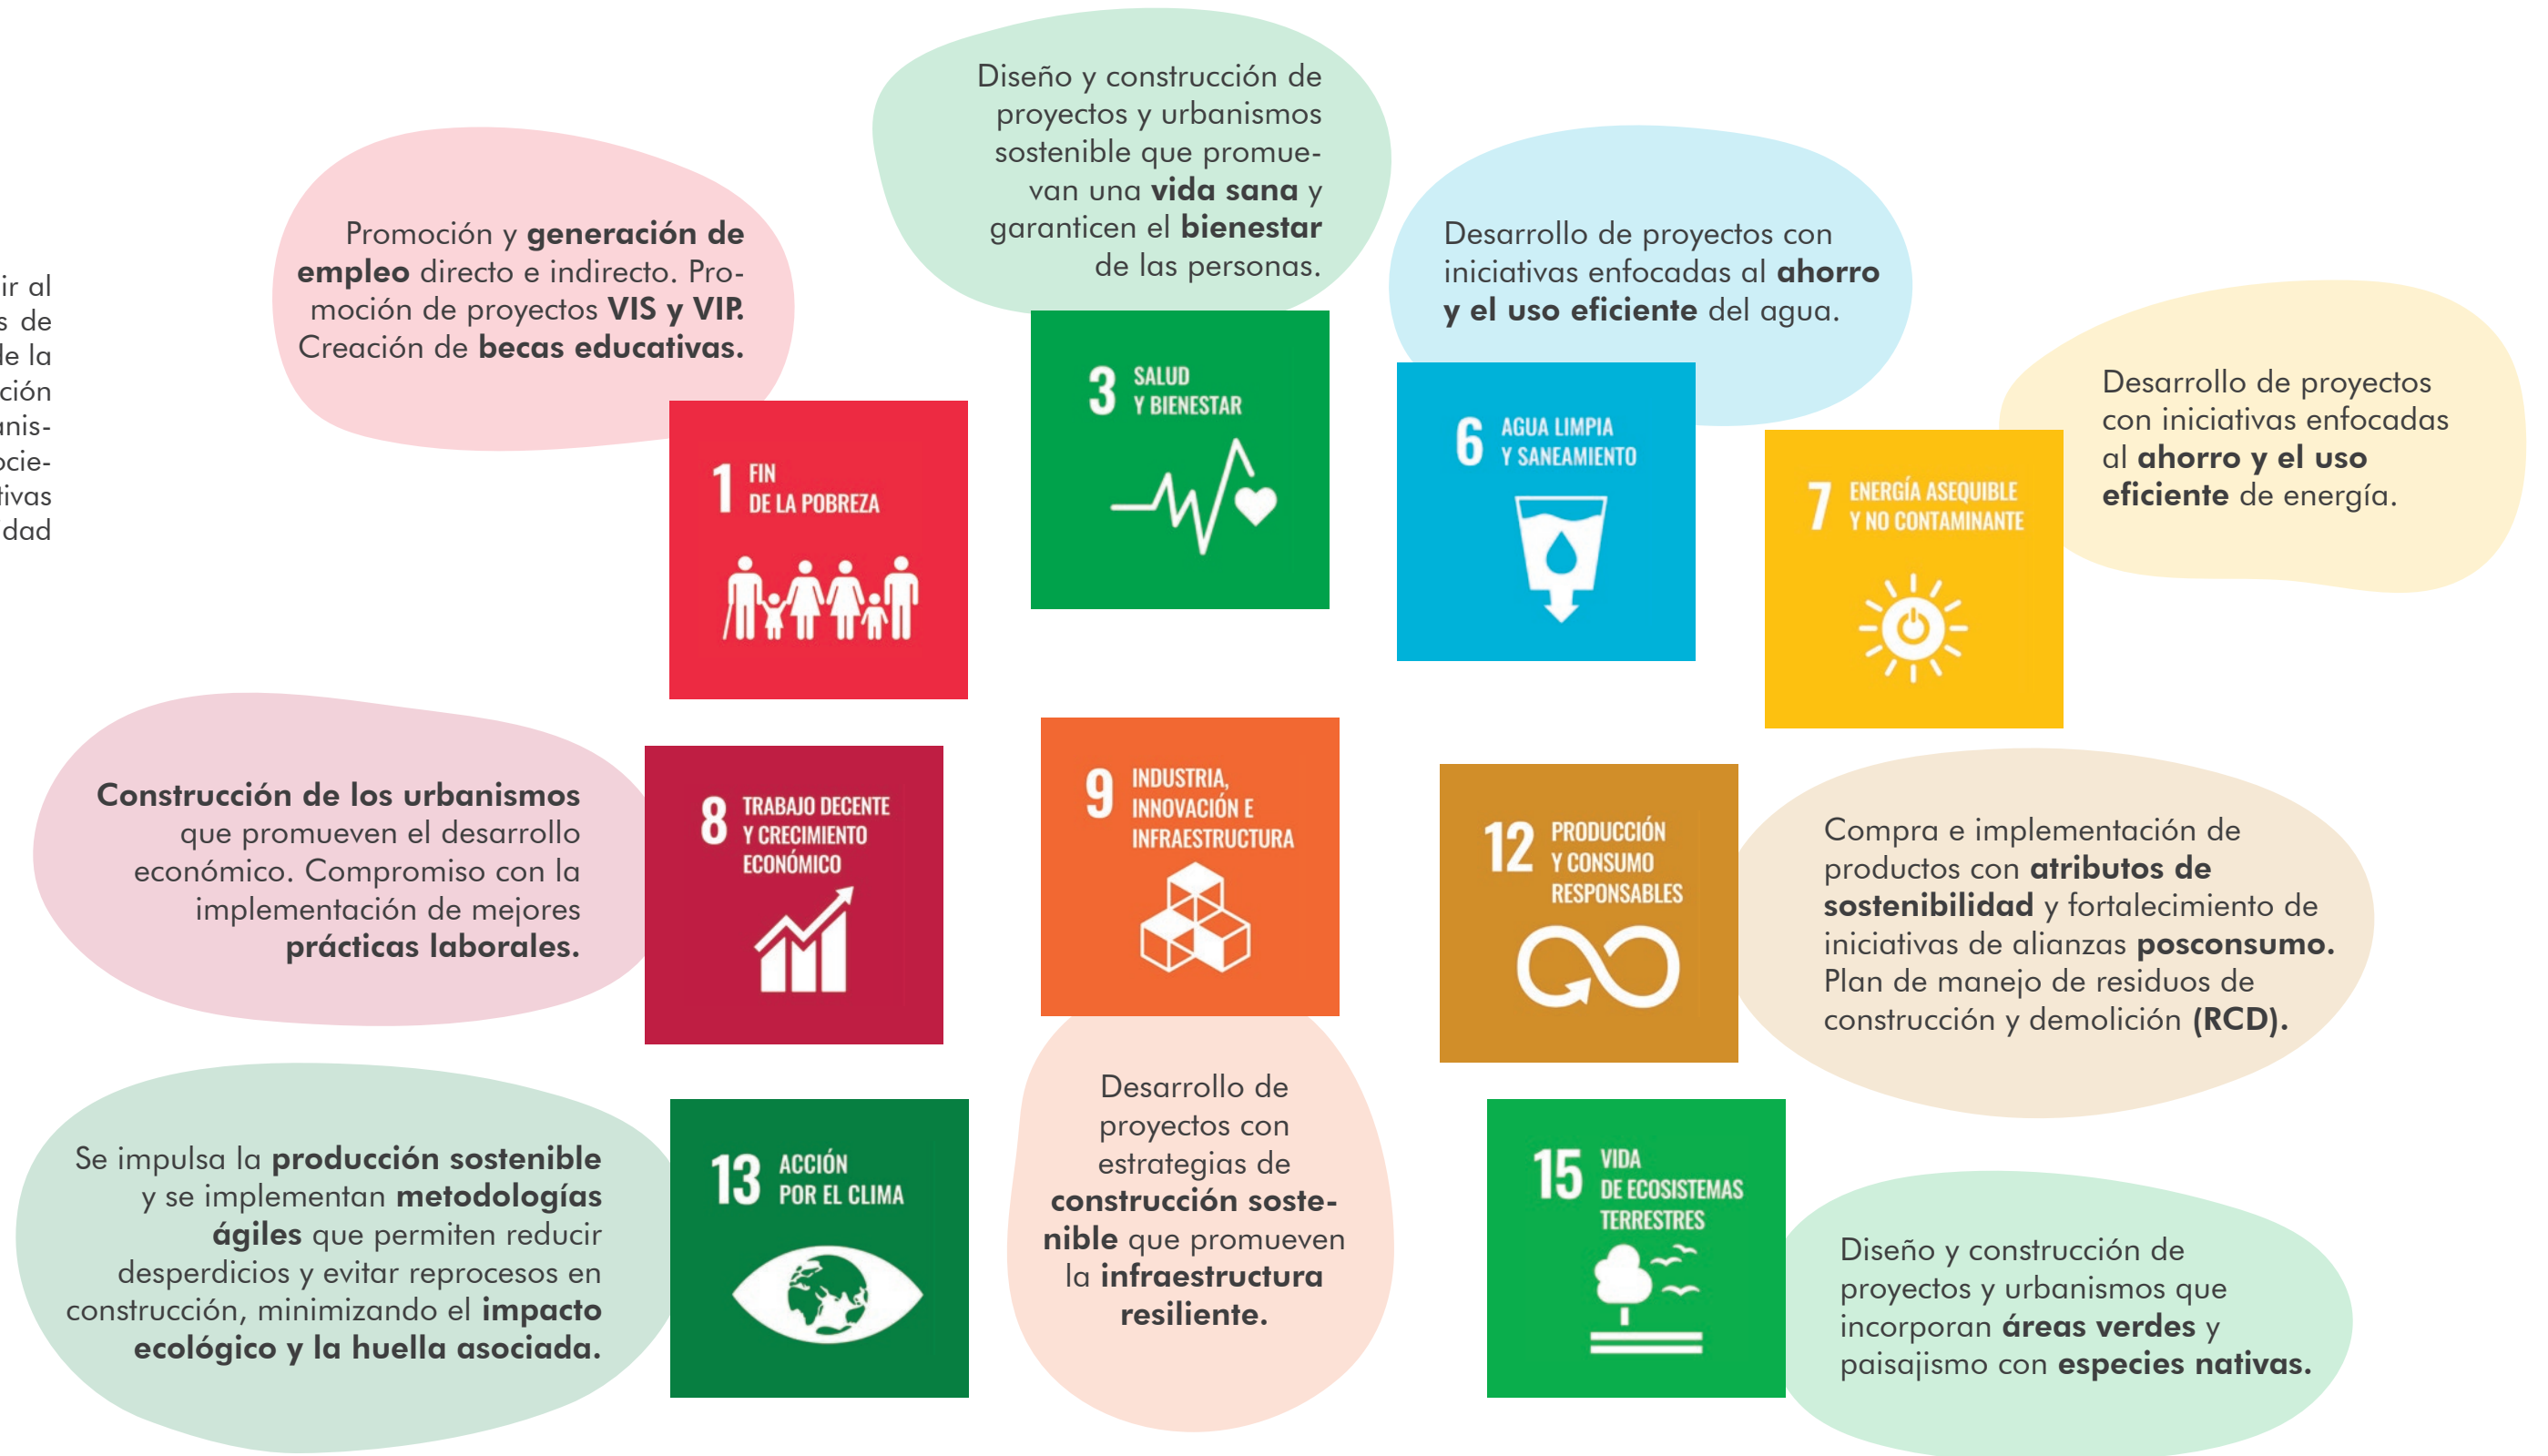 ir al
s de
de la
ción
anis-
ocie-
tivas
idad
Promoción y generación de
empleo directo e indirecto. Pro-
moción de proyectos VIS y VIP.
Creación de becas educativas.
1 FIN
DE LA POBREZA
Diseño y construcción de
proyectos y urbanismos
sostenible que promue-
van una vida sana y
garanticen el bienestar
de las personas.
3 SALUD
Y BIENESTAR
Desarrollo de proyectos con
iniciativas enfocadas al ahorro
y el uso eficiente del agua.
6 AGUA LIMPIA
Y SANEAMIENTO
Desarrollo de proyectos
con iniciativas enfocadas
al ahorro y el uso
eficiente de energía.
7 ENERGÍA ASEQUIBLE
Y NO CONTAMINANTE
Construcción de los urbanismos
que promueven el desarrollo
económico. Compromiso con la
implementación de mejores
prácticas laborales.
8 TRABAJO DECENTE
Y CRECIMIENTO
ECONÓMICO
9 INDUSTRIA,
INNOVACIÓN E
INFRAESTRUCTURA
Desarrollo de
proyectos con
estrategias de
construcción soste-
nible que promueven
la infraestructura
resiliente.
12 PRODUCCIÓN
Y CONSUMO
RESPONSABLES
Compra e implementación de
productos con atributos de
sostenibilidad y fortalecimiento de
iniciativas de alianzas posconsumo.
Plan de manejo de residuos de
construcción y demolición (RCD).
Se impulsa la producción sostenible
y se implementan metodologías
ágiles que permiten reducir
desperdicios y evitar reprocesos en
construcción, minimizando el impacto
ecológico y la huella asociada.
13 ACCIÓN
POR EL CLIMA
15 VIDA
DE ECOSISTEMAS
TERRESTRES
Diseño y construcción de
proyectos y urbanismos que
incorporan áreas verdes y
paisajismo con especies nativas.